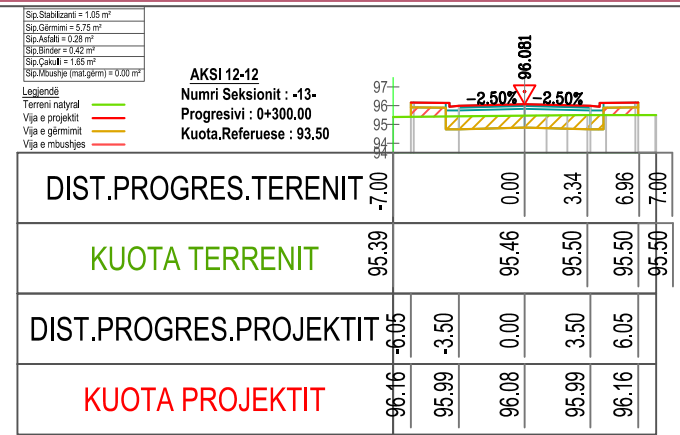 Sip.Stabilizanti = 1.05 m²
Sip.Gërmimi = 5.75 m²
Sip.Asfalti = 0.28 m²
Sip.Binder = 0.42 m²
Sip.Çakulli = 1.65 m²
Sip.Mbushje (mat.gërm) = 0.00 m²
Legjendë
Terreni natyral
Vija e projektit
Vija e gërmimit
Vija e mbushjes
AKSI 12-12
Numri Seksionit : -13-
Progresivi : 0+300.00
Kuota.Referuese : 93.50
96.081
-2.50% -2.50%
97
96
95
94
94
DIST.PROGRES.TERENIT -7.00 0.00 3.34 6.96 7.00
KUOTA TERRENIT 95.39 95.46 95.50 95.50 95.50
DIST.PROGRES.PROJEKTIT -6.05 -3.50 0.00 3.50 6.05
KUOTA PROJEKTIT 96.16 95.99 96.08 95.99 96.16